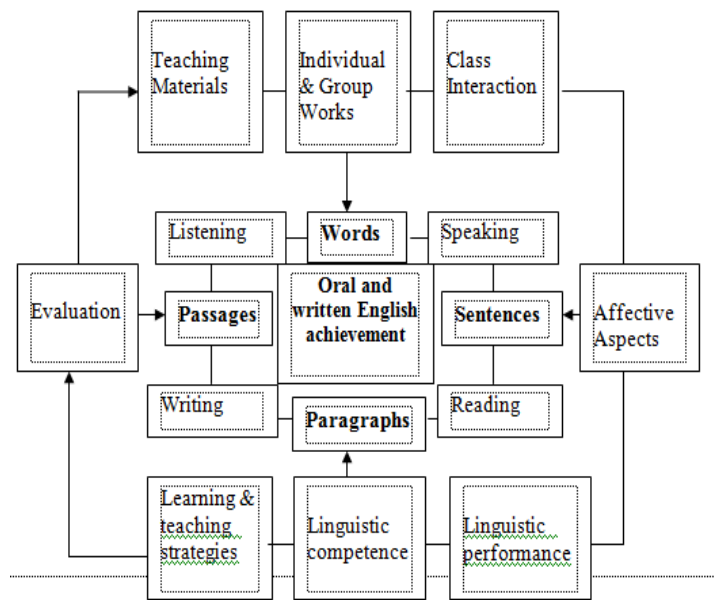 Teaching
Materials
Individual
& Group
Works
Class
Interaction
Listening
Words
Speaking
Evaluation
Passages
Oral and
written English
achievement
Sentences
Affective
Aspects
Writing
Paragraphs
Reading
Learning &
teaching
strategies
Linguistic
competence
Linguistic
performance